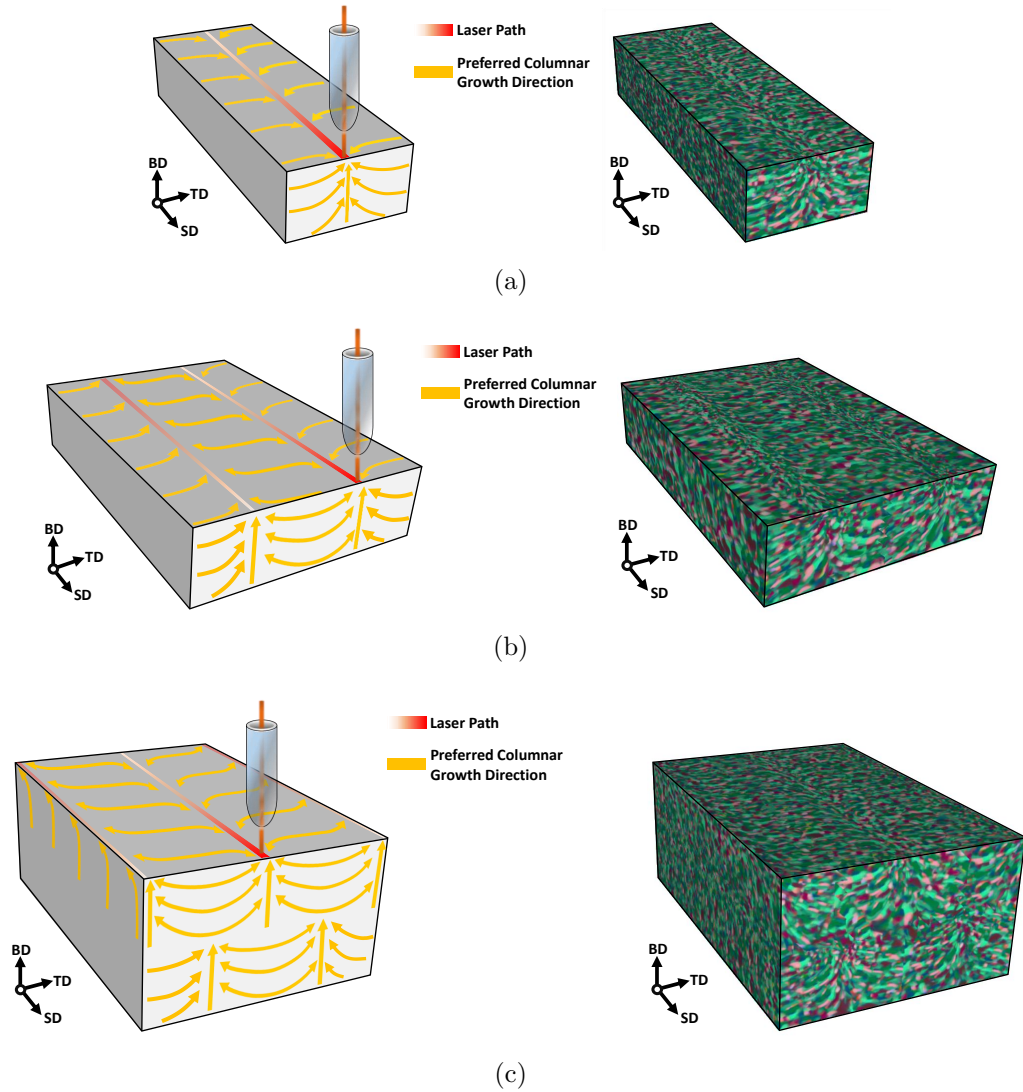 Laser Path
Preferred Columnar
Growth Direction
BD
TD
SD
BD
TD
SD
(a)
Laser Path
Preferred Columnar
Growth Direction
BD
TD
SD
BD
TD
SD
(b)
Laser Path
Preferred Columnar
Growth Direction
BD
TD
SD
BD
TD
SD
(c)